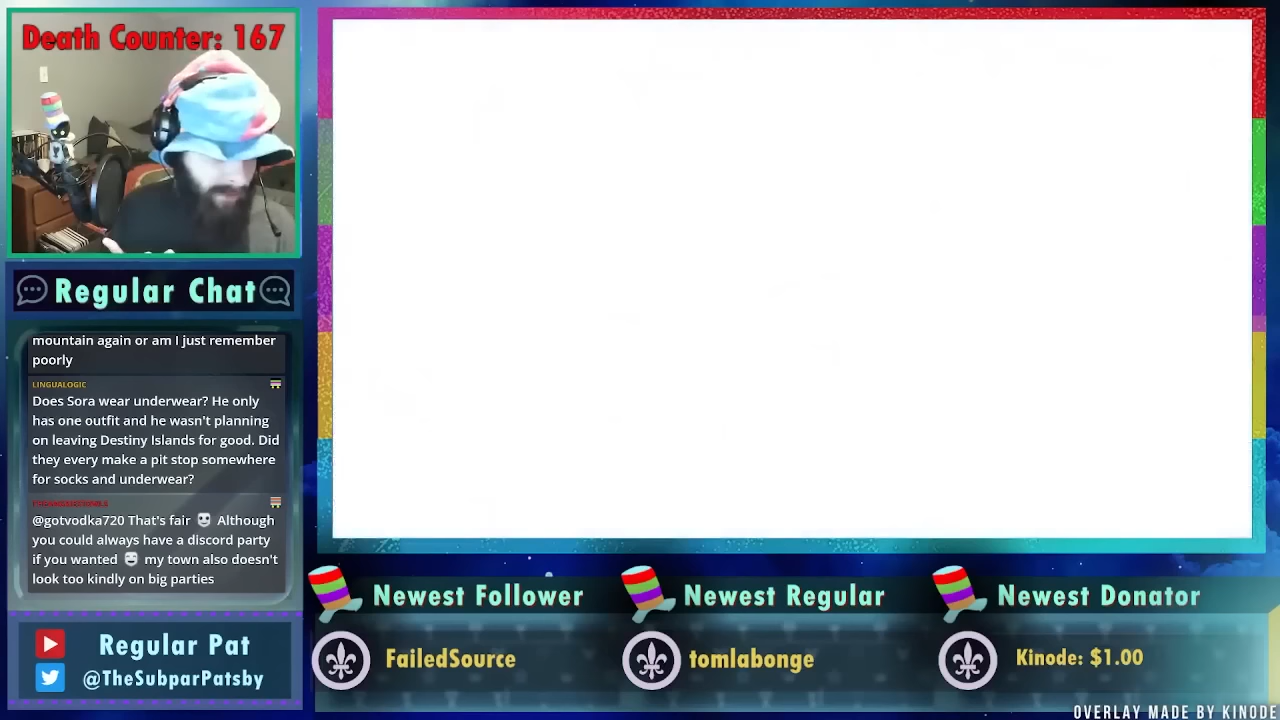 Death Counter: 167
Regular Chat
mountain again or am I just remember
poorly
LINGUALOGIC
Does Sora wear underwear? He only
has one outfit and he wasn't planning
on leaving Destiny Islands for good. Did
they every make a pit stop somewhere
for socks and underwear?
@gotvodka720 That's fair Although
you could always have a discord party
if you wanted my town also doesn't
look too kindly on big parties
Regular Pat
@TheSubparPatsby
Newest Follower
FailedSource
Newest Regular
tomlabonge
Newest Donator
Kinode: $1.00
OVERLAY MADE BY KINODE